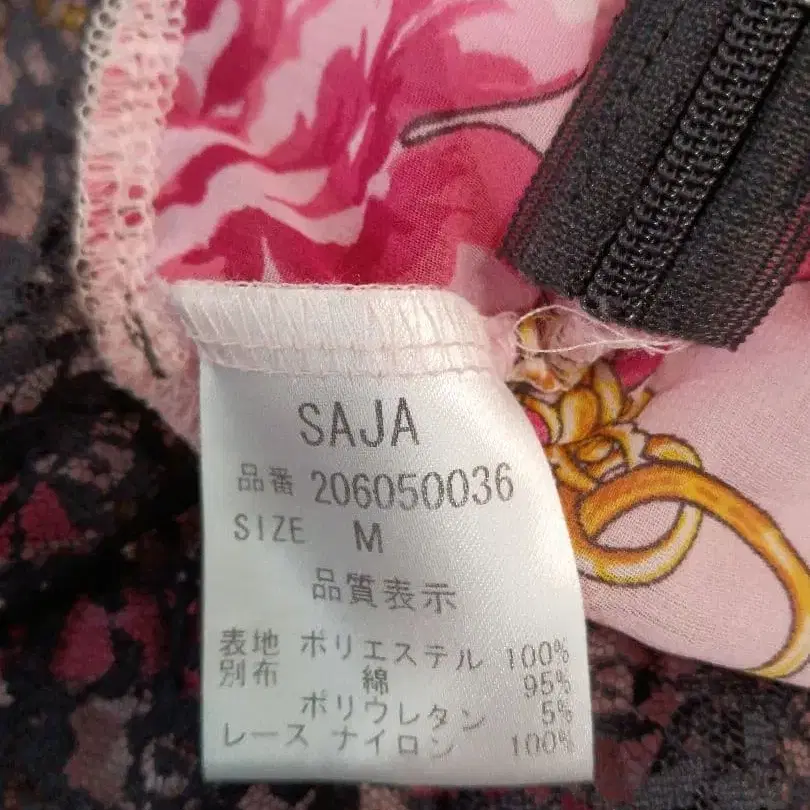 SAJA
品番 206050036
SIZE M
品質表示
表地 ポリエステル 100%
別布 綿 95%
ポリウレタン 5%
レース ナイロン 100%